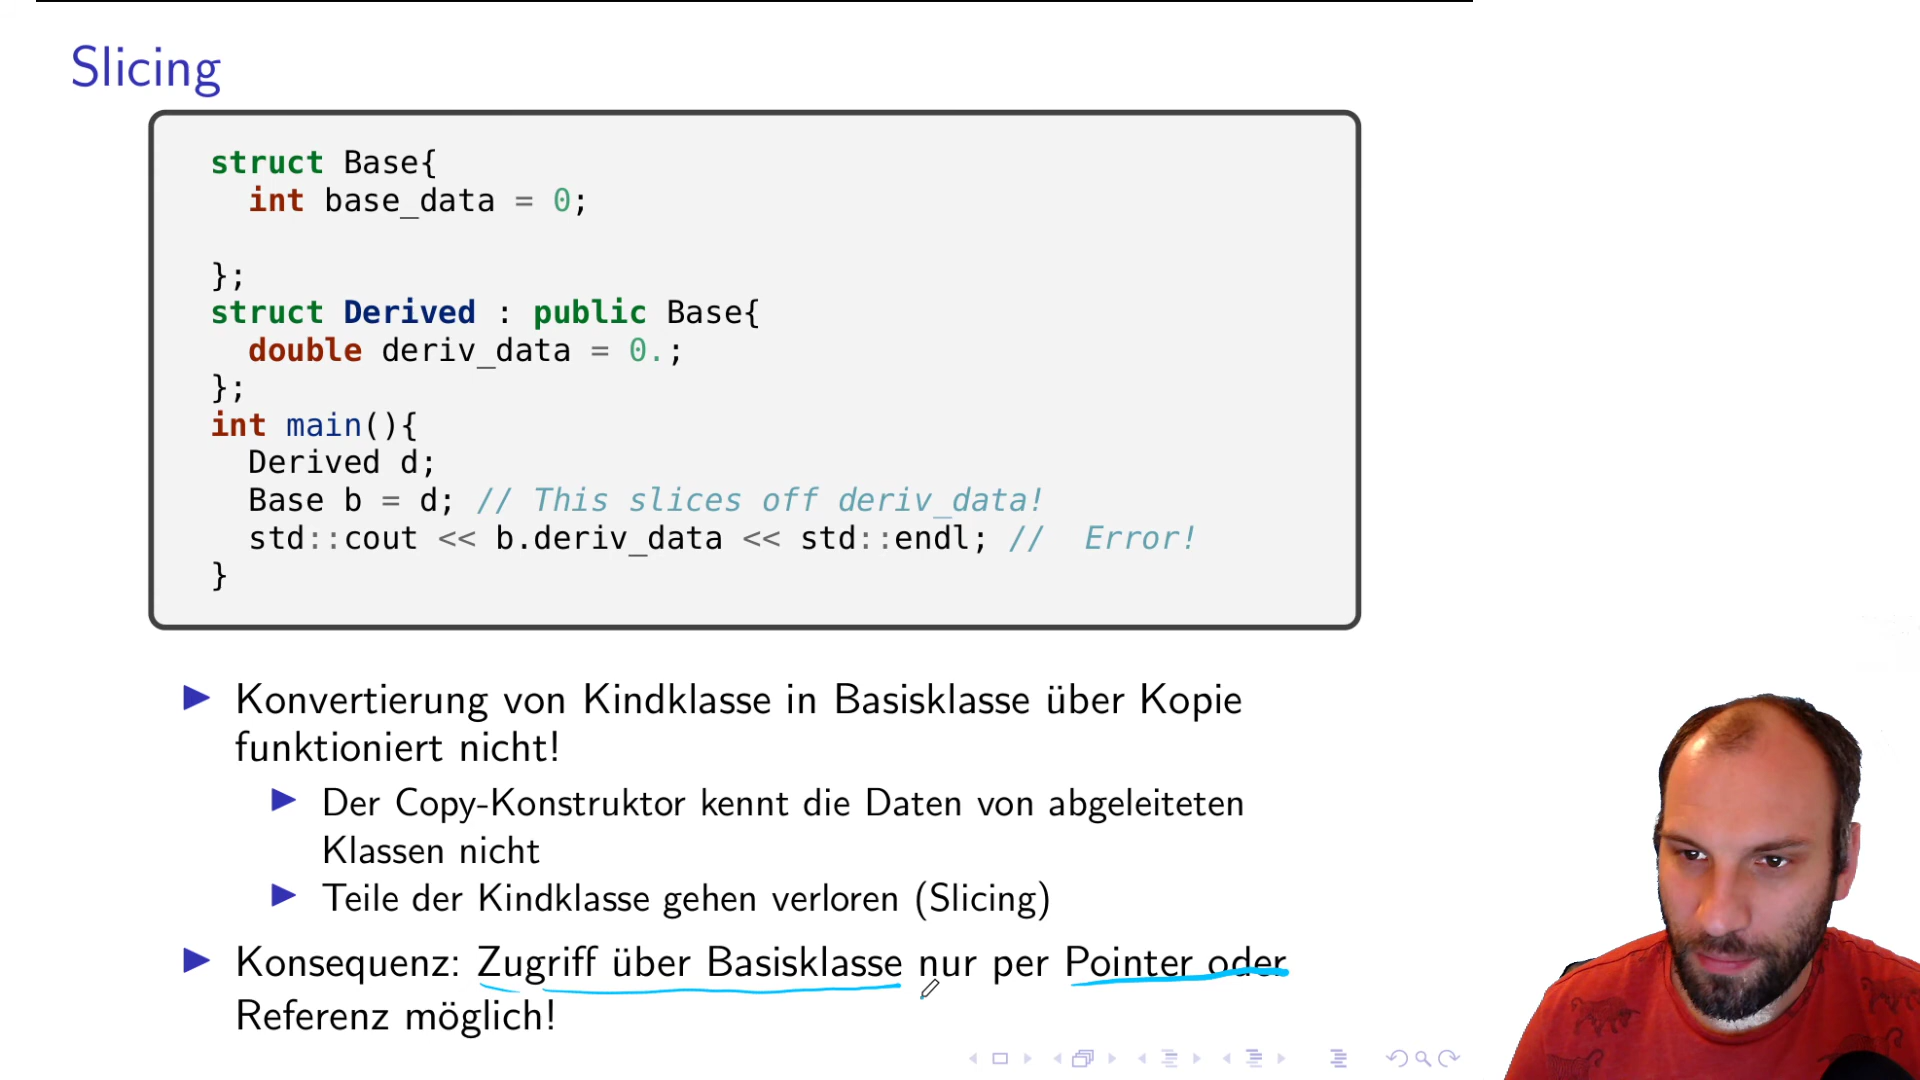 Slicing
struct Base{
int base_data = 0;
};
struct Derived : public Base{
double deriv_data = 0.;
};
int main(){
Derived d;
Base b = d; // This slices off deriv_data!
std::cout << b.deriv_data << std::endl; // Error!
}
Konvertierung von Kindklasse in Basisklasse über Kopie
funktioniert nicht!
Der Copy-Konstruktor kennt die Daten von abgeleiteten
Klassen nicht
Teile der Kindklasse gehen verloren (Slicing)
Konsequenz: Zugriff über Basisklasse nur per Pointer oder
Referenz möglich!